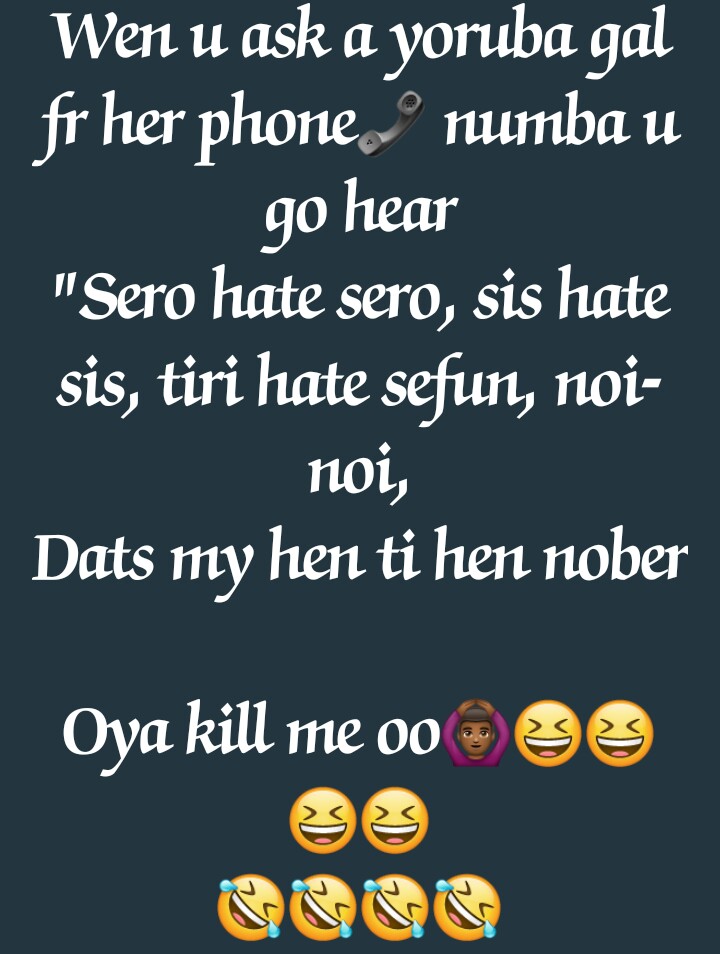 Wen u ask a yoruba gal
fr her phone📞 numba u
go hear
"Sero hate sero, sis hate
sis, tiri hate sefun, noi-
noi,
Dats my hen ti hen nober

Oya kill me oo🙆🏾‍♂️😆😆
😆😆
🤣🤣🤣🤣